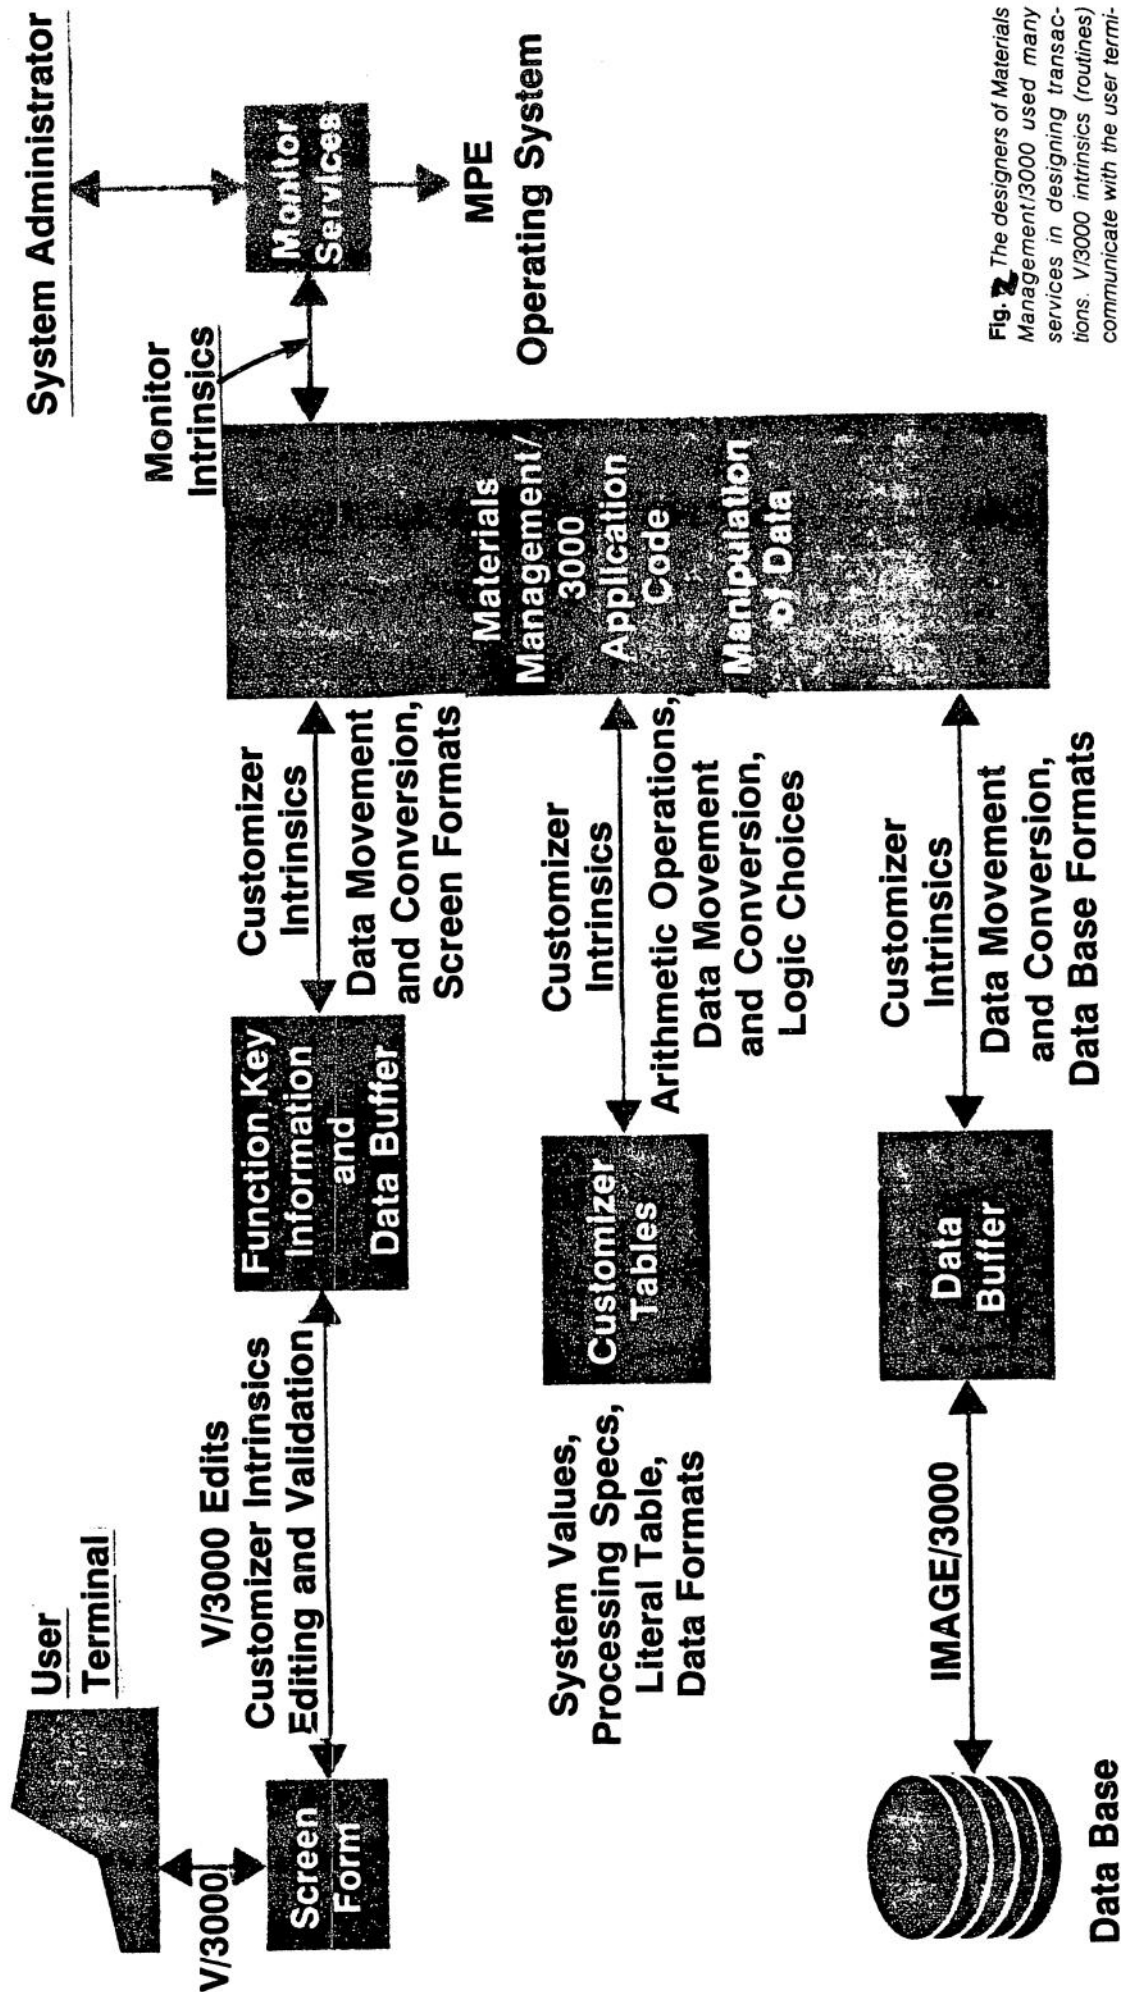 User
Terminal
V/3000
Screen
Form
V/3000 Edits
Customizer Intrinsics
Editing and Validation
Function Key
Information
and
Data Buffer
Customizer
Intrinsics
Data Movement
and Conversion,
Screen Formats
Monitor
Intrinsics
System Administrator
Monitor
Services
MPE
Operating System
System Values,
Processing Specs,
Literal Table,
Data Formats
Customizer
Tables
Customizer
Intrinsics
Arithmetic Operations,
Data Movement
and Conversion,
Logic Choices
Materials
Management/
3000
Application
Code
Manipulation
of Data
Data Base
IMAGE/3000
Data
Buffer
Customizer
Intrinsics
Data Movement
and Conversion,
Data Base Formats
Fig. 2 The designers of Materials
Management/3000 used many
services in designing transac-
tions. V/3000 intrinsics (routines)
communicate with the user termi-